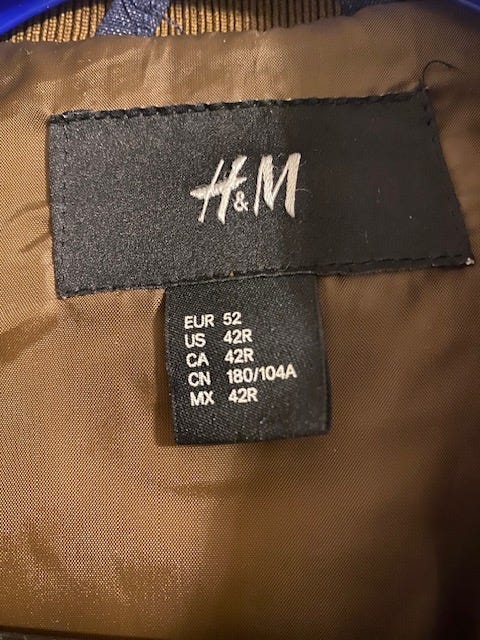 H&M
EUR 52
US 42R
CA 42R
CN 180/104A
MX 42R